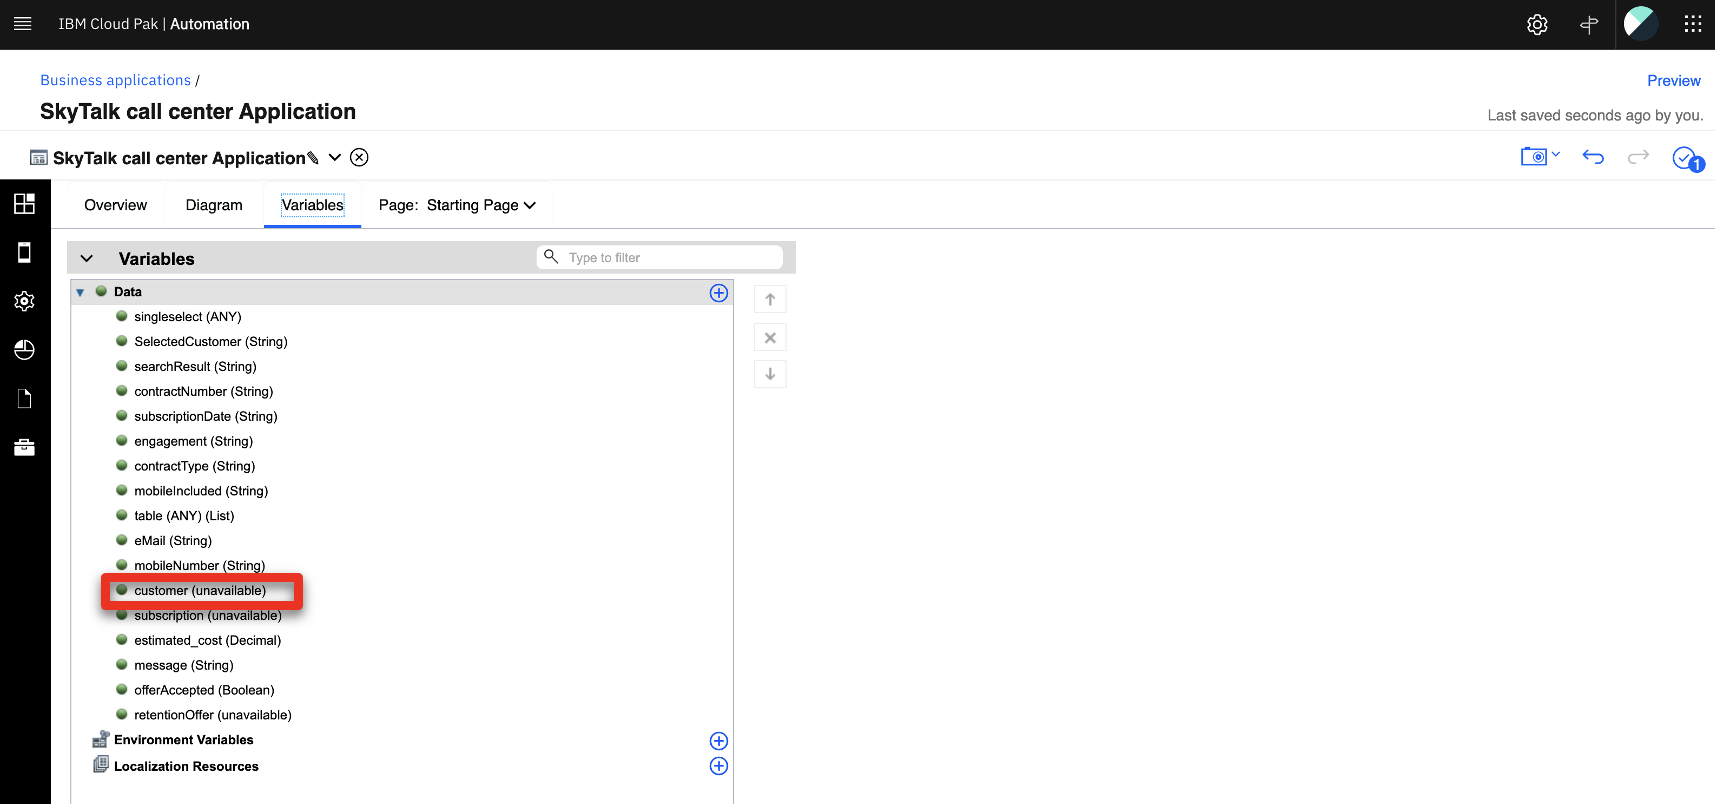 IBM Cloud Pak | Automation
Business applications /
Preview
SkyTalk call center Application
Last saved seconds ago by you.
SkyTalk call center Application
1
Overview
Diagram
Variables
Page: Starting Page
Variables
Type to filter
Data
singleselect (ANY)
SelectedCustomer (String)
searchResult (String)
contractNumber (String)
subscriptionDate (String)
engagement (String)
contractType (String)
mobileIncluded (String)
table (ANY) (List)
eMail (String)
mobileNumber (String)
customer (unavailable)
subscription (unavailable)
estimated_cost (Decimal)
message (String)
offerAccepted (Boolean)
retentionOffer (unavailable)
Environment Variables
Localization Resources